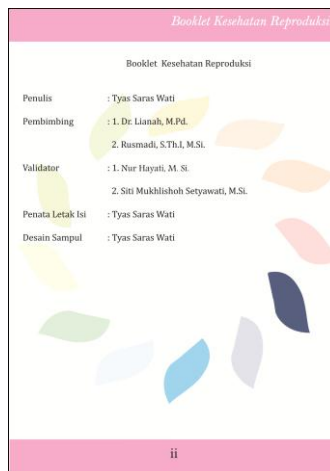 Booklet Kesehatan Reproduksi
Booklet Kesehatan Reproduksi
Penulis : Tyas Saras Wati
Pembimbing : 1. Dr. Lianah, M.Pd.
2. Rusmadi, S.Th.I, M.Si.
Validator : 1. Nur Hayati, M. Si.
2. Siti Mukhlishoh Setyawati, M.Si.
Penata Letak Isi : Tyas Saras Wati
Desain Sampul : Tyas Saras Wati
ii